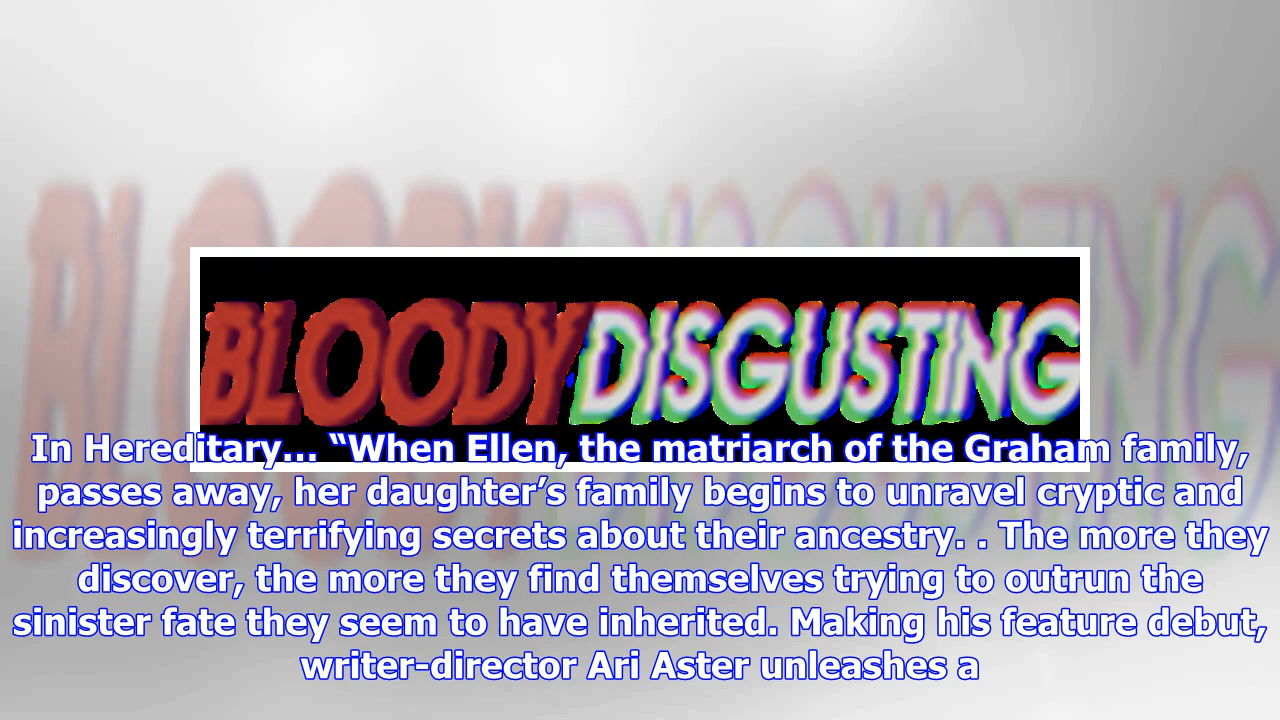 BLOODY DISGUSTING
In Hereditary... “When Ellen, the matriarch of the Graham family,
passes away, her daughter’s family begins to unravel cryptic and
increasingly terrifying secrets about their ancestry. . The more they
discover, the more they find themselves trying to outrun the
sinister fate they seem to have inherited. Making his feature debut,
writer-director Ari Aster unleashes a